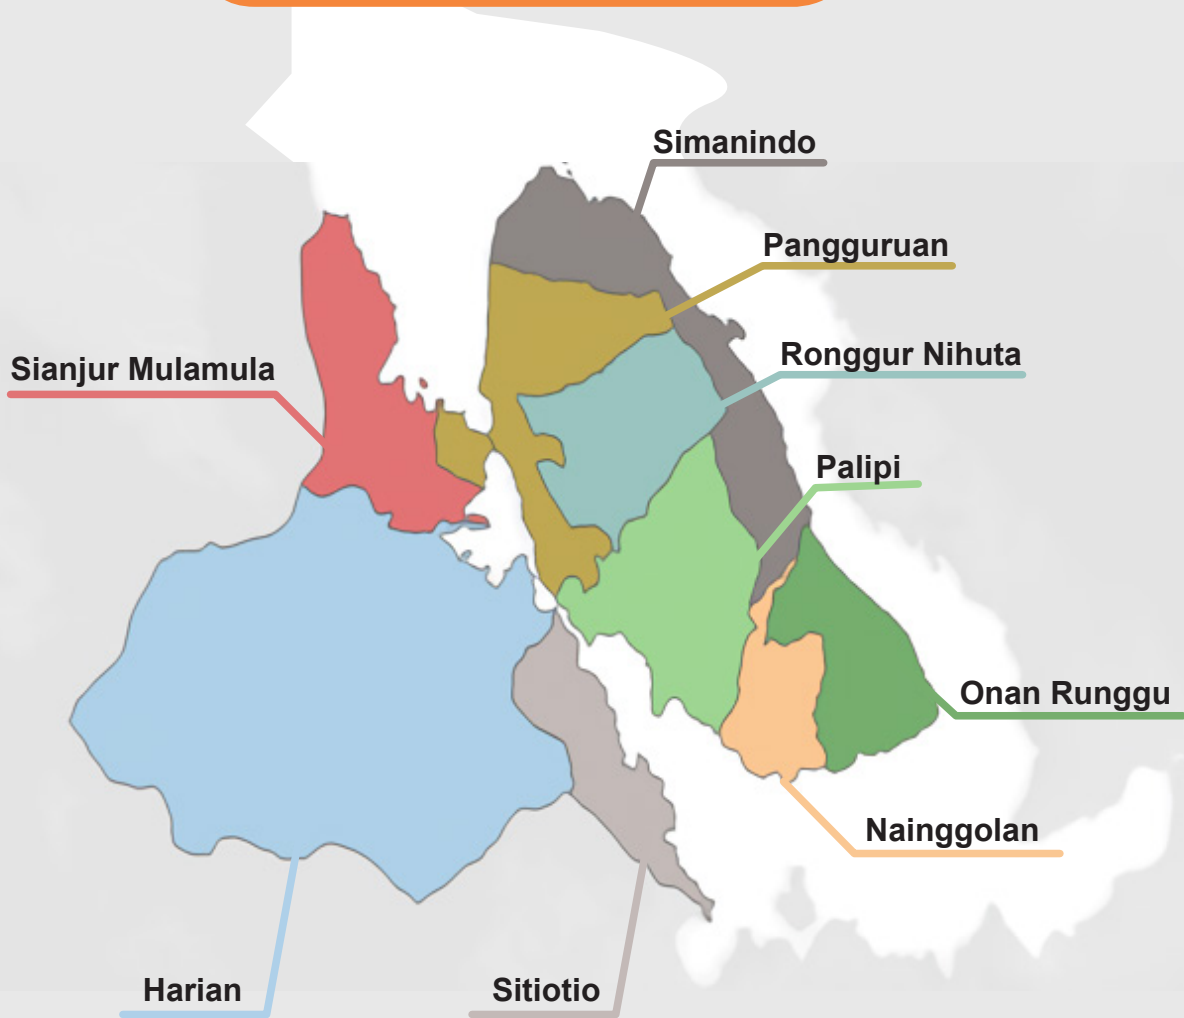 Simanindo
Pangguruan
Ronggur Nihuta
Sianjur Mulamula
Palipi
Onan Runggu
Nainggolan
Harian
Sitiotio